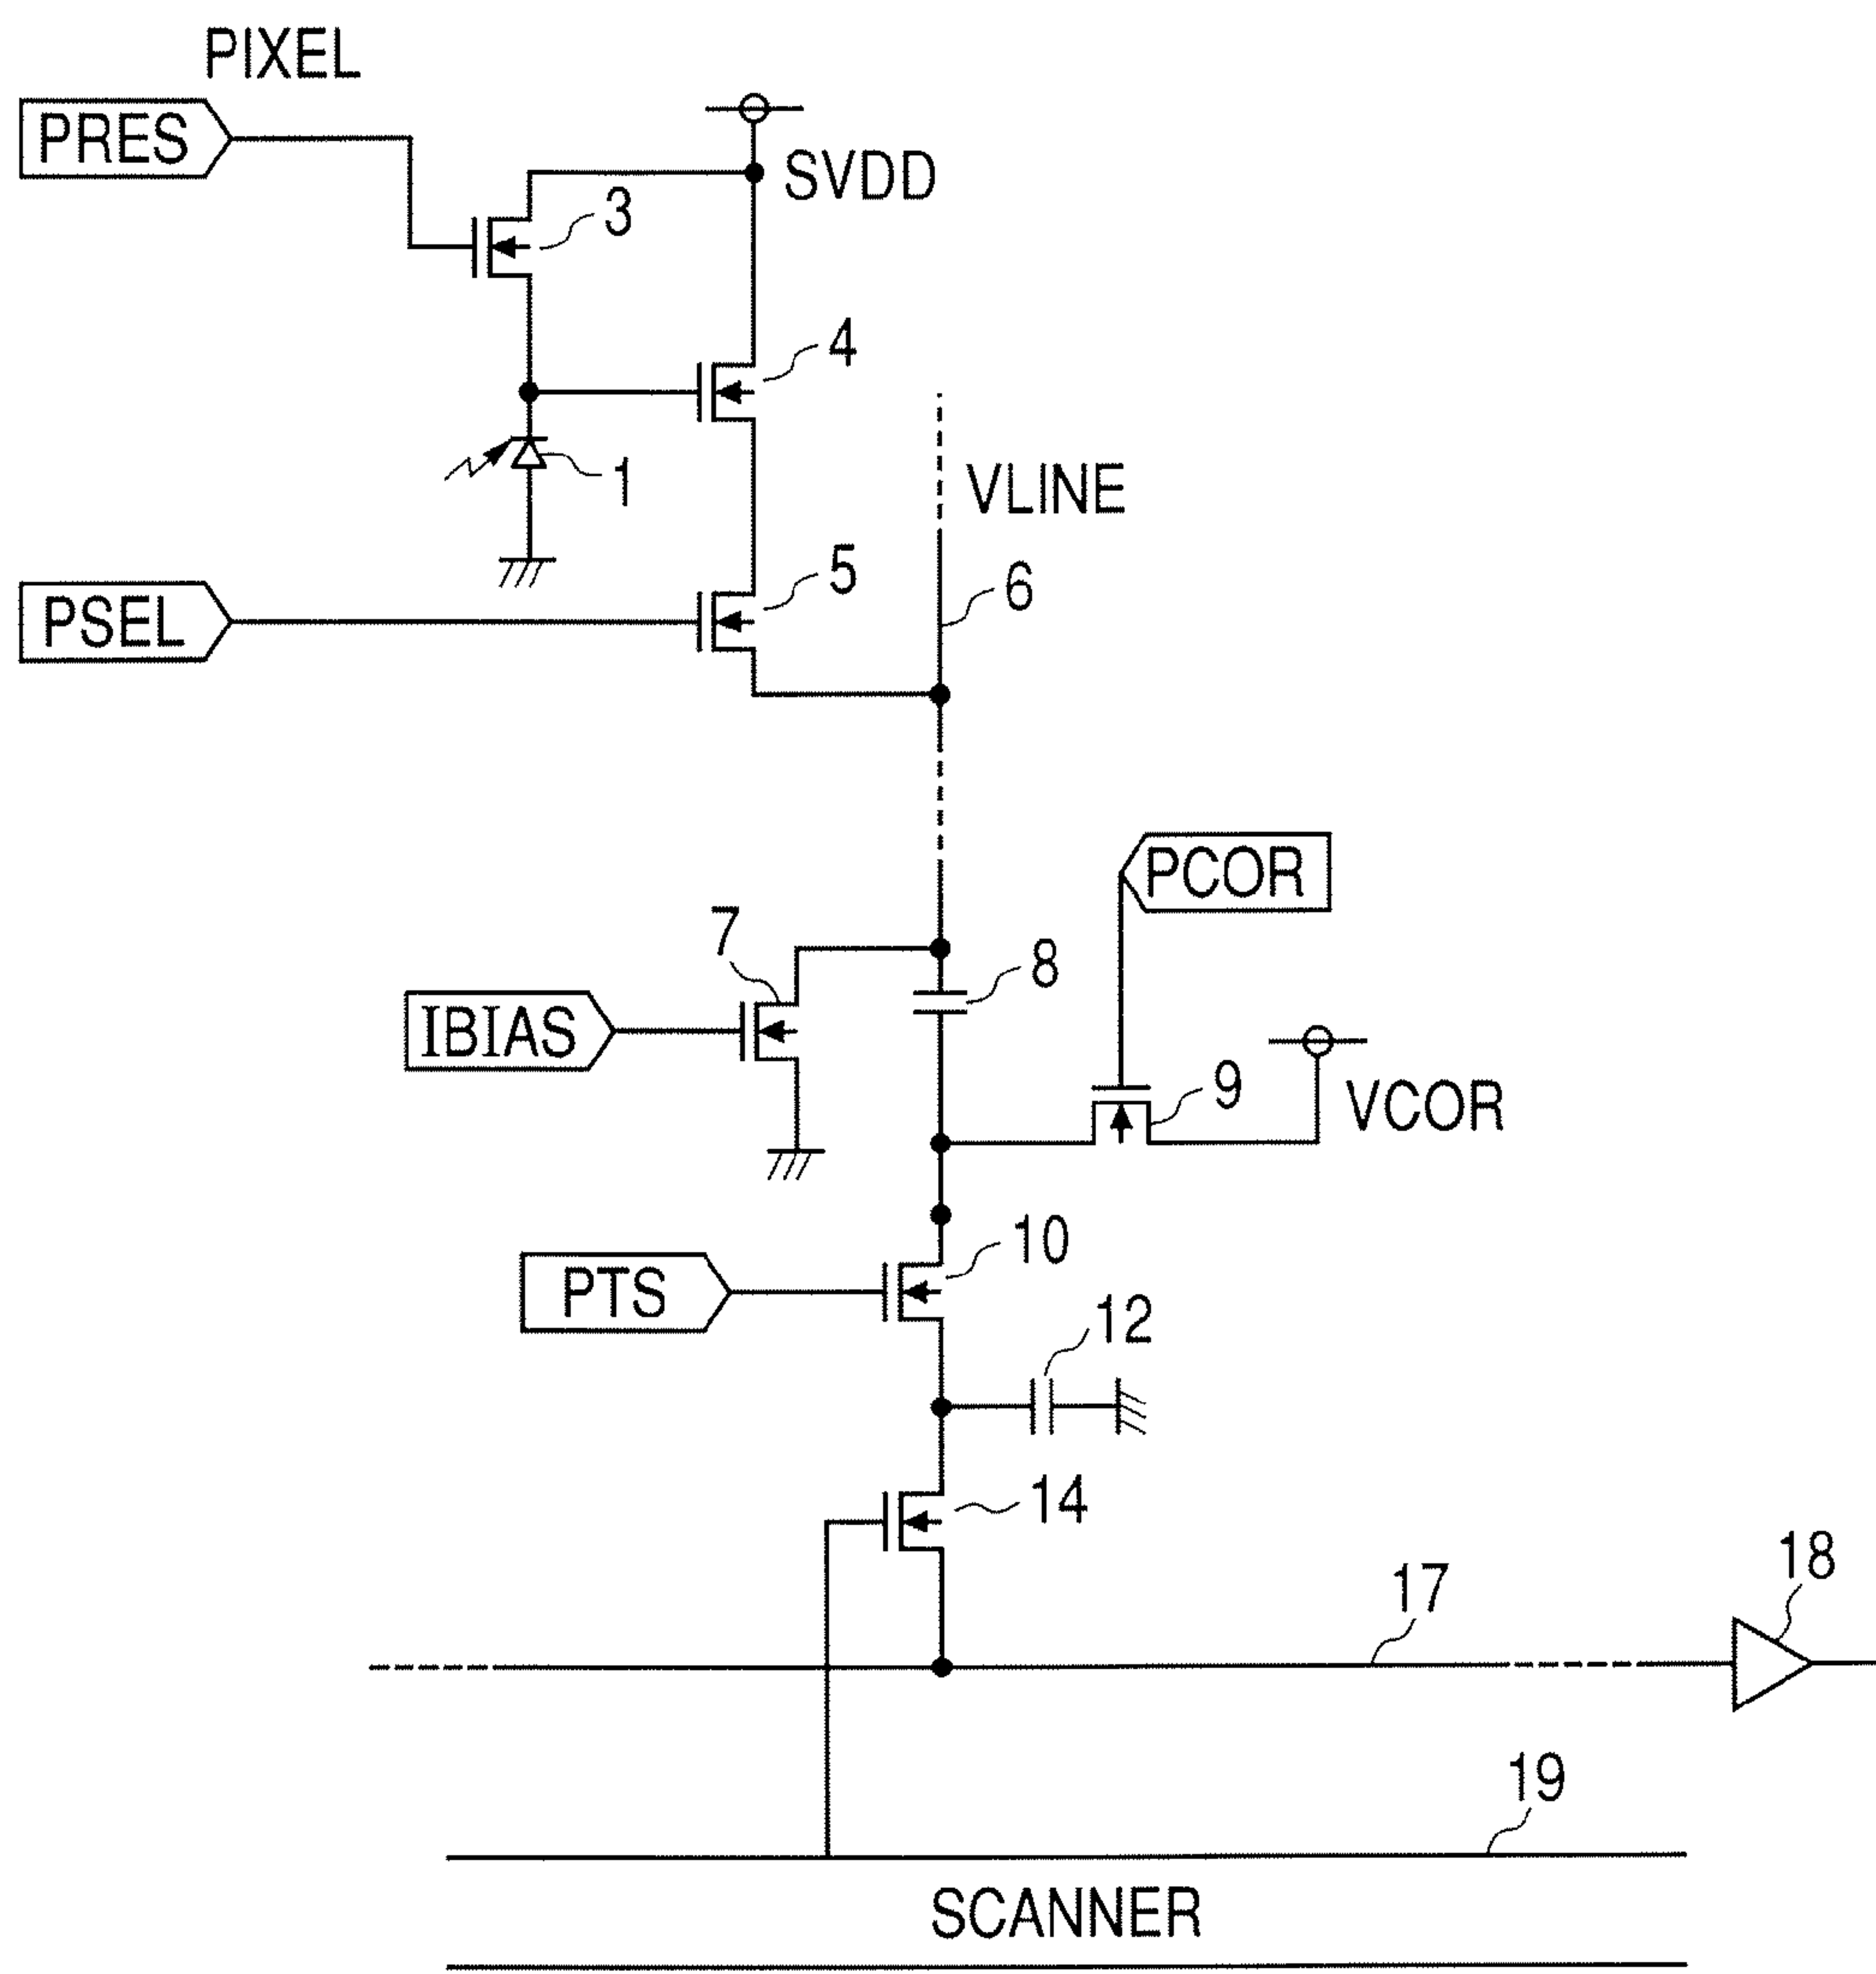 PIXEL
PRES
SVDD
3
4
1
VLINE
5
6
PSEL
PCOR
7
8
IBIAS
9
VCOR
10
PTS
12
14
17
18
19
SCANNER